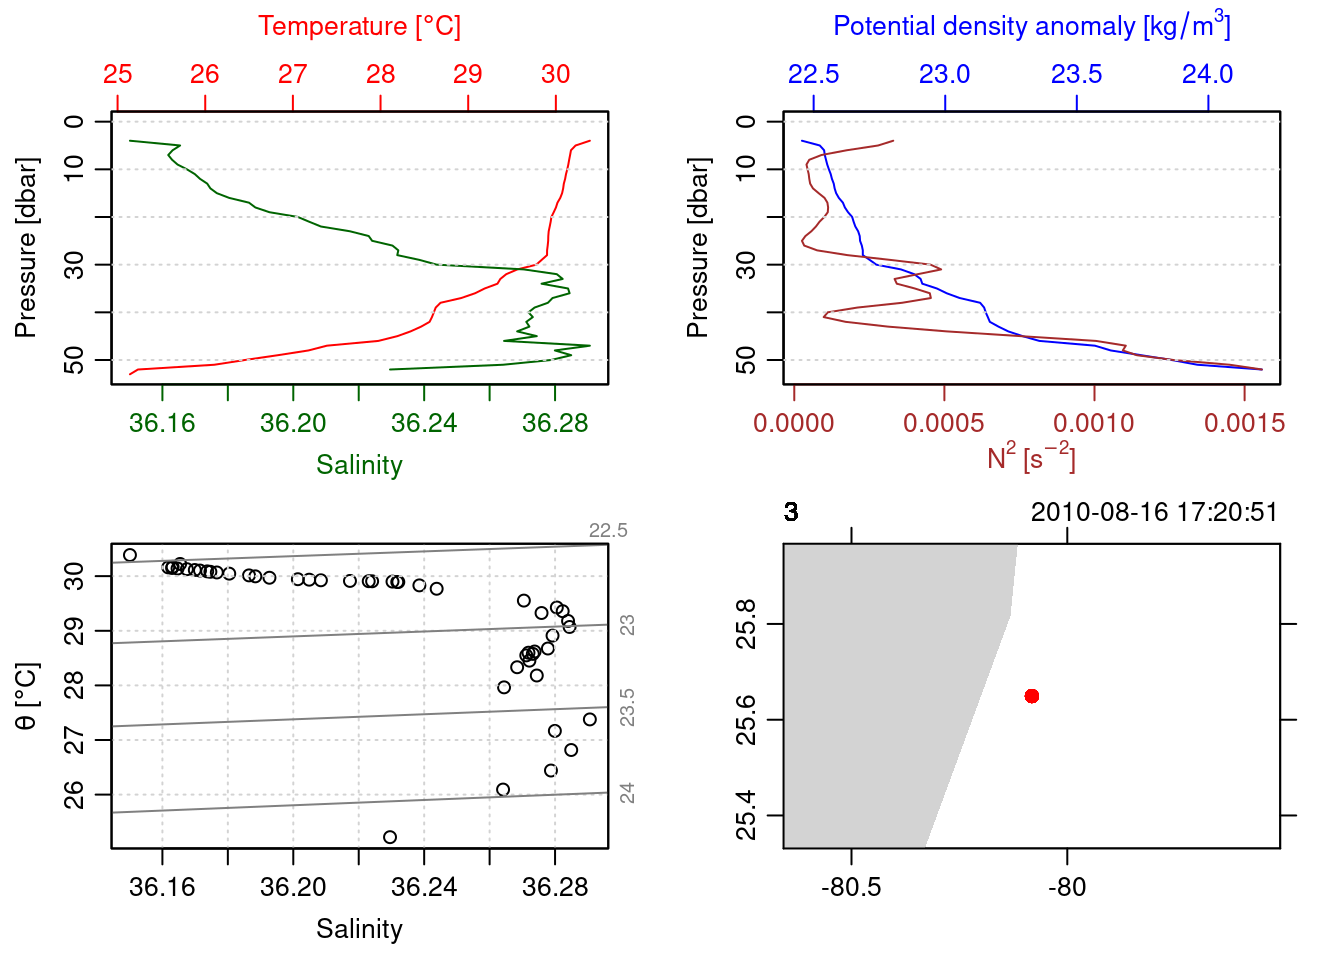 Temperature [°C]
25 26 27 28 29 30
Pressure [dbar]
0
10
30
50
36.16 36.20 36.24 36.28
Salinity
Potential density anomaly [kg/m³]
22.5 23.0 23.5 24.0
Pressure [dbar]
0
10
30
50
0.0000 0.0005 0.0010 0.0015
N² [s⁻²]
22.5
23
23.5
24
θ [°C]
30
29
28
27
26
36.16 36.20 36.24 36.28
Salinity
3 2010-08-16 17:20:51
25.8
25.6
25.4
-80.5 -80